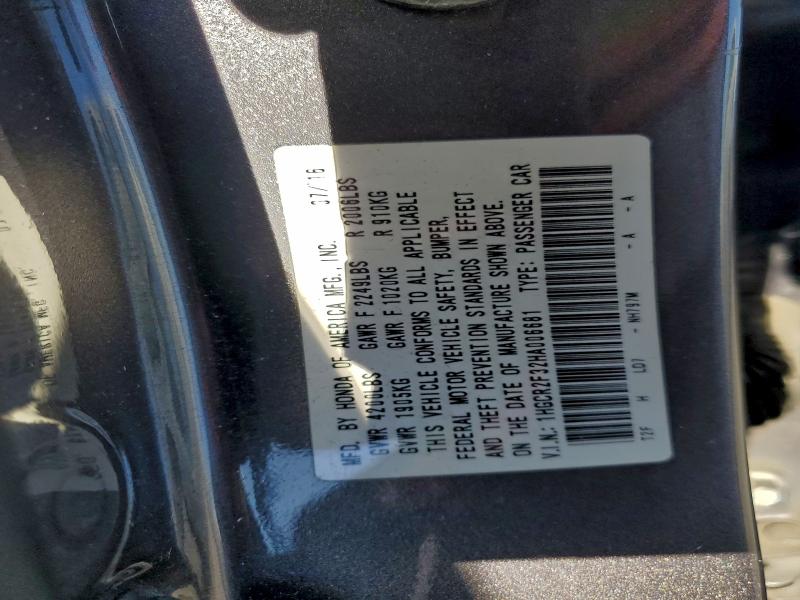 MFD. BY HONDA OF AMERICA MFG., INC. 07/16
GVWR 4200LBS GAWR F 2249LBS R 2006LBS
GVWR 1905KG GAWR F 1020KG R 910KG
THIS VEHICLE CONFORMS TO ALL APPLICABLE
FEDERAL MOTOR VEHICLE SAFETY, BUMPER,
AND THEFT PREVENTION STANDARDS IN EFFECT
ON THE DATE OF MANUFACTURE SHOWN ABOVE.
V.I.N.: 1HGCR2F32HA006681 TYPE: PASSENGER CAR
T2F H L07 - NH797M - A - A